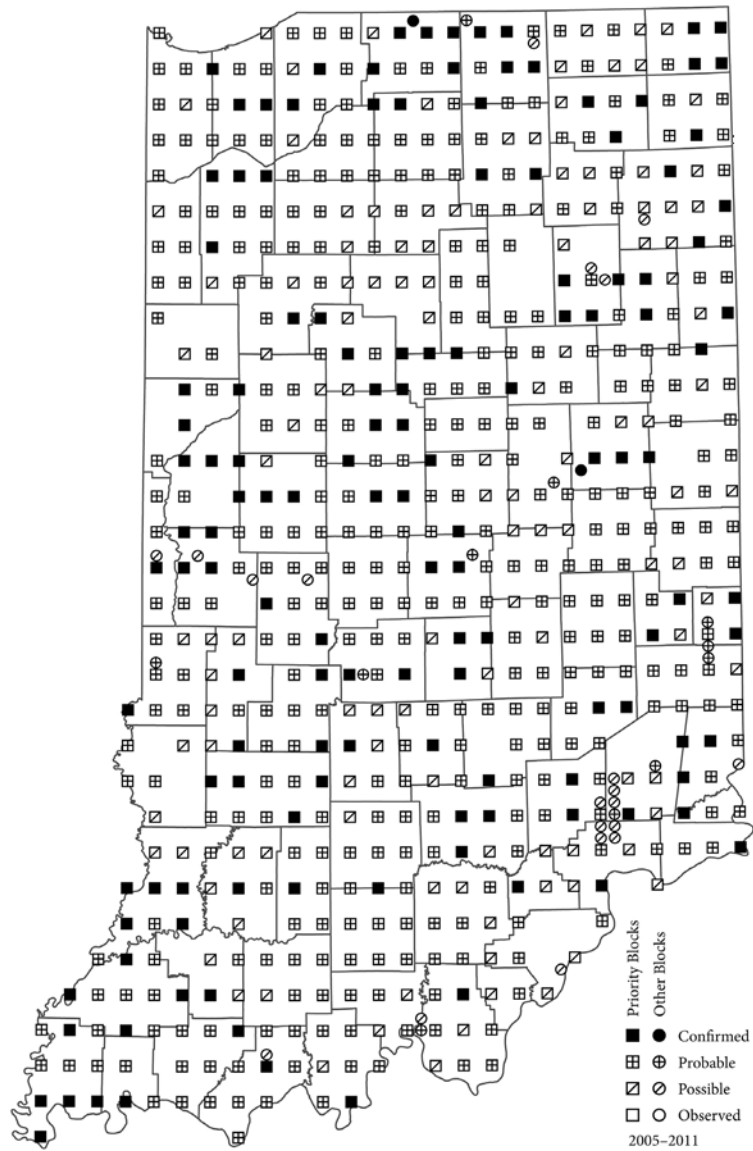 Priority Blocks
Other Blocks
Confirmed
Probable
Possible
Observed
2005–2011